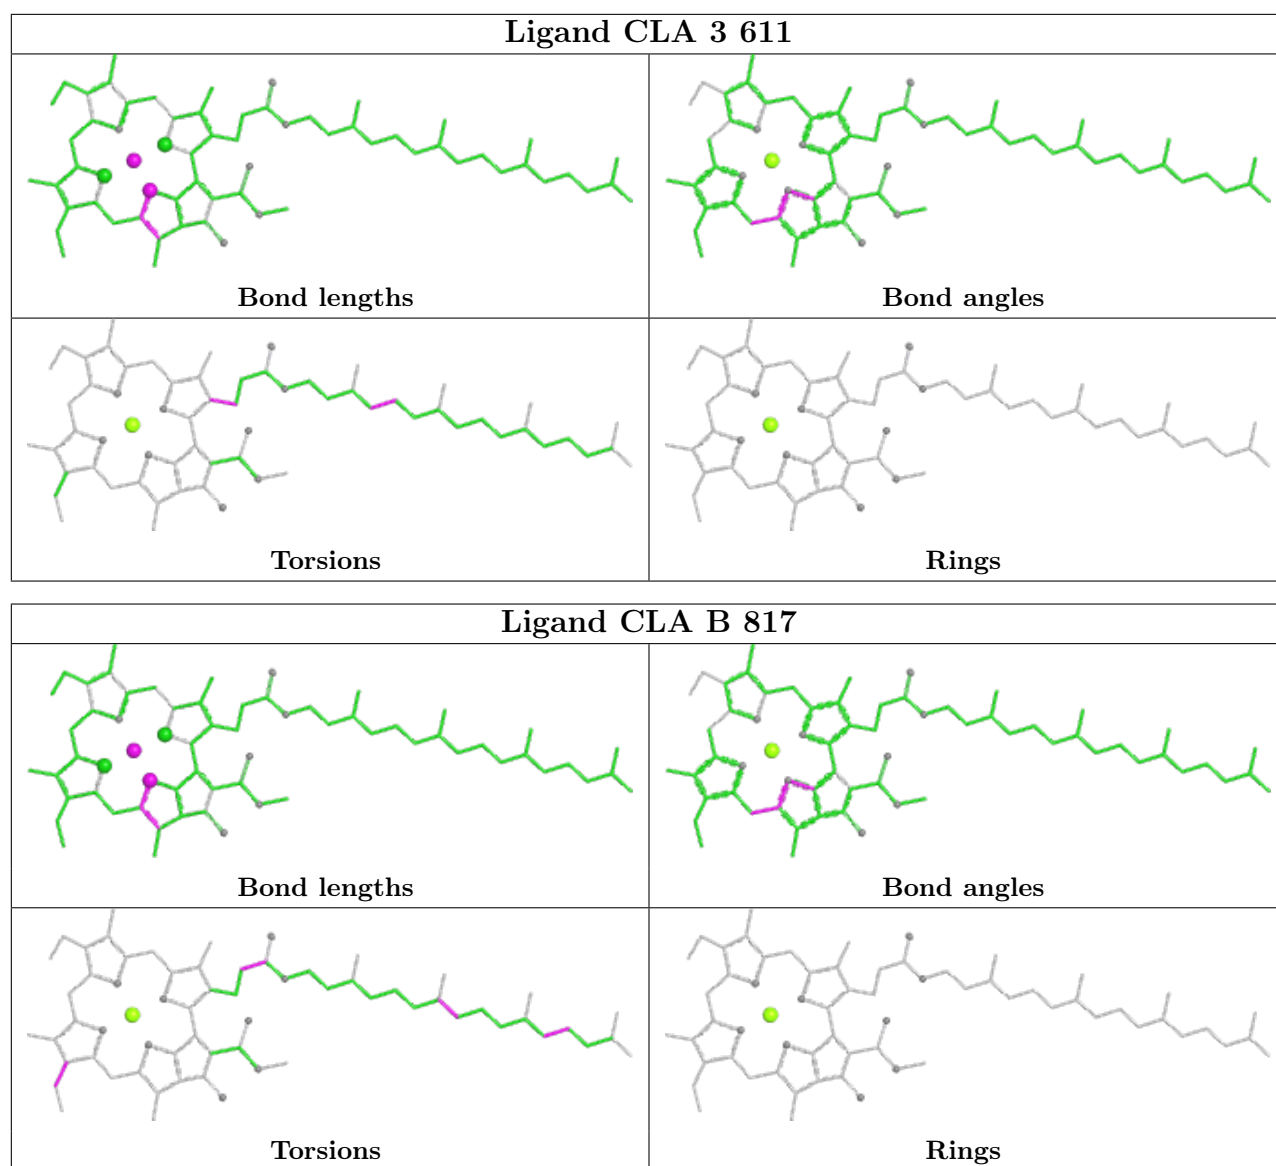 Ligand CLA 3 611
Bond lengths
Bond angles
Torsions
Rings
Ligand CLA B 817
Bond lengths
Bond angles
Torsions
Rings